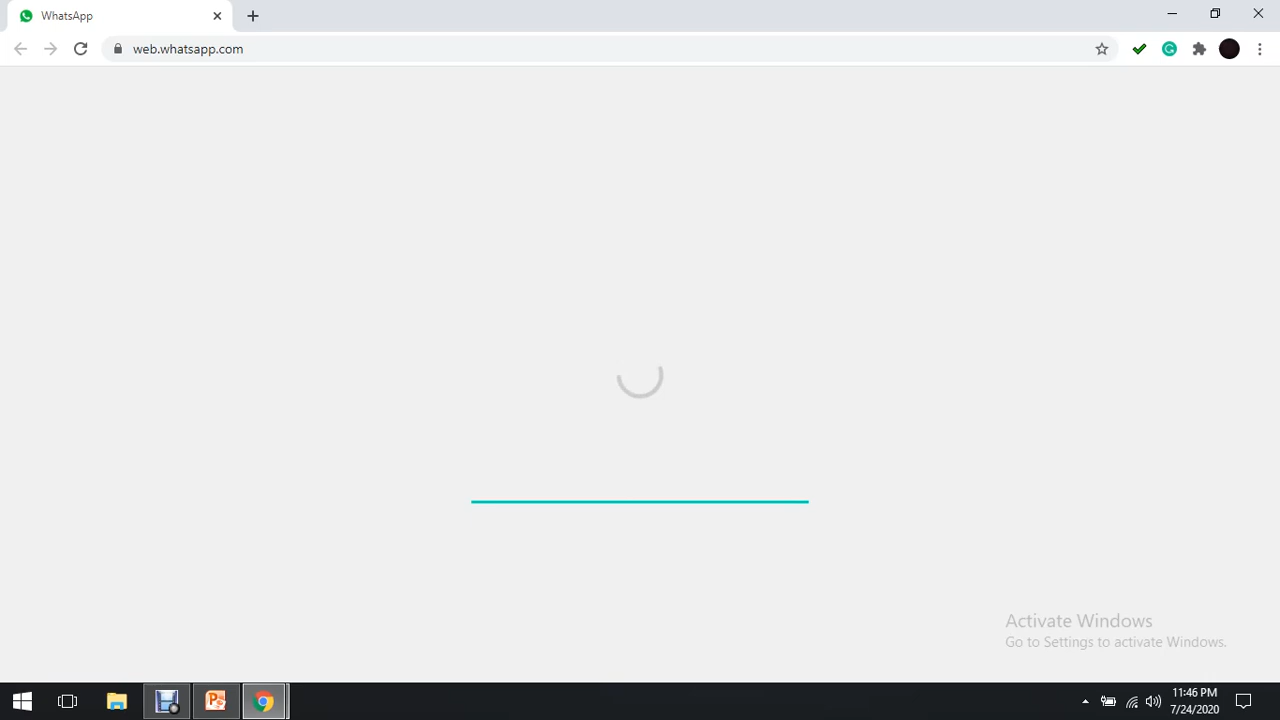 WhatsApp
web.whatsapp.com
Activate Windows
Go to Settings to activate Windows.
11:46 PM
7/24/2020